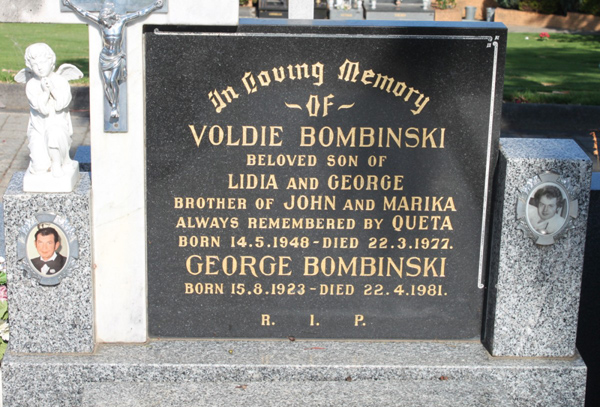 In Loving Memory
~ OF ~
VOLDIE BOMBINSKI
BELOVED SON OF
LIDIA AND GEORGE
BROTHER OF JOHN AND MARIKA
ALWAYS REMEMBERED BY QUETA
BORN 14.5.1948 - DIED 22.3.1977.
GEORGE BOMBINSKI
BORN 15.8.1923 - DIED 22.4.1981.
R. I. P.